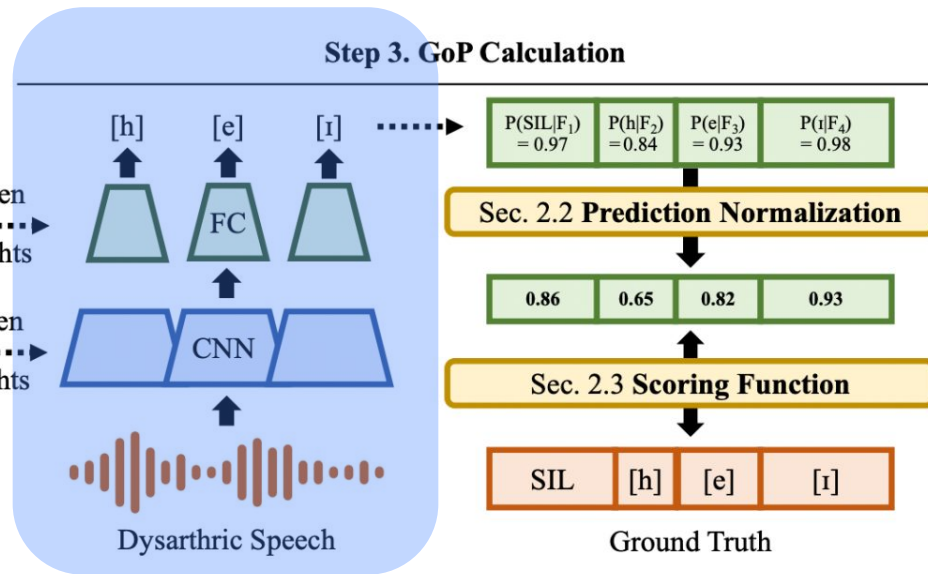 Step 3. GoP Calculation
[h] [e] [ɪ]
P(SIL|F₁) = 0.97
P(h|F₂) = 0.84
P(e|F₃) = 0.93
P(ɪ|F₄) = 0.98
FC
Sec. 2.2 Prediction Normalization
0.86 0.65 0.82 0.93
CNN
Sec. 2.3 Scoring Function
SIL [h] [e] [ɪ]
Dysarthric Speech
Ground Truth